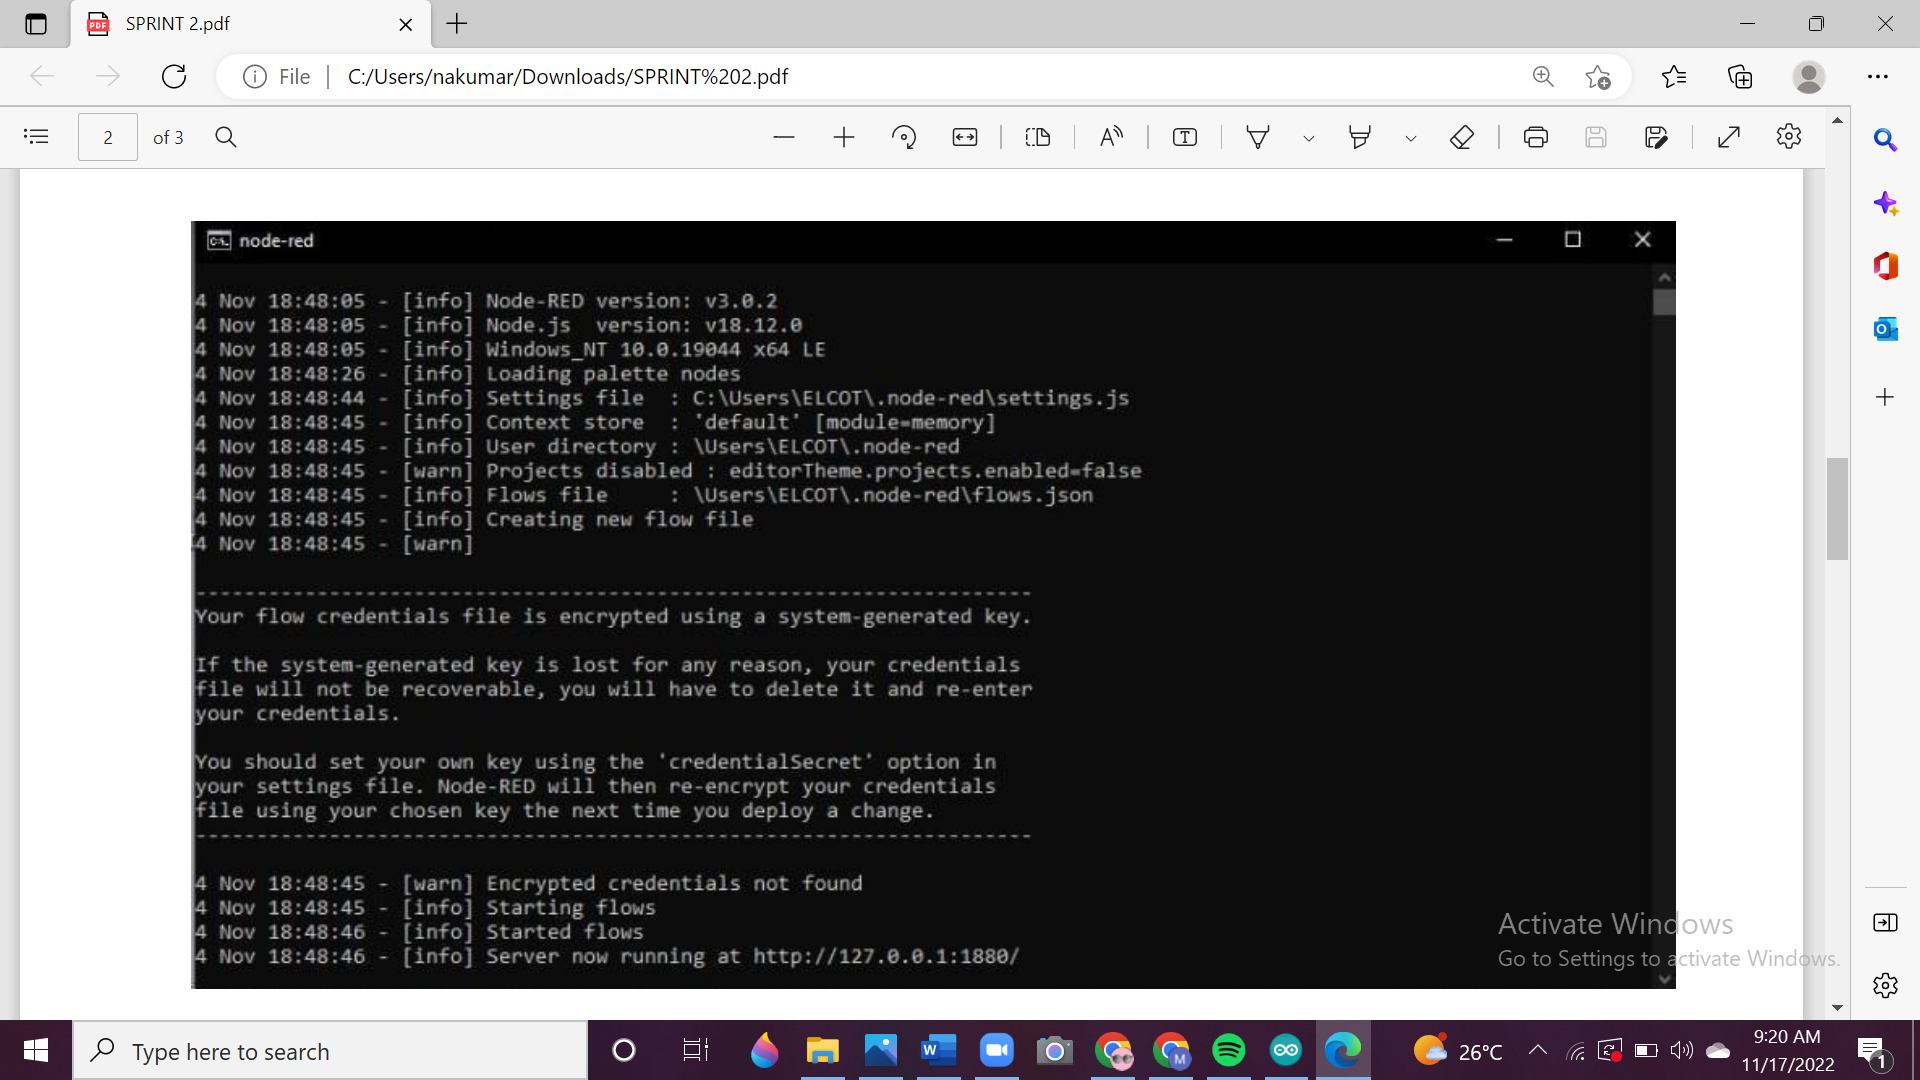 SPRINT 2.pdf
File
C:/Users/nakumar/Downloads/SPRINT%202.pdf
2 of 3
node-red
4 Nov 18:48:05 - [info] Node-RED version: v3.0.2
4 Nov 18:48:05 - [info] Node.js  version: v18.12.0
4 Nov 18:48:05 - [info] Windows_NT 10.0.19044 x64 LE
4 Nov 18:48:26 - [info] Loading palette nodes
4 Nov 18:48:44 - [info] Settings file  : C:\Users\ELCOT\.node-red\settings.js
4 Nov 18:48:45 - [info] Context store  : 'default' [module=memory]
4 Nov 18:48:45 - [info] User directory : \Users\ELCOT\.node-red
4 Nov 18:48:45 - [warn] Projects disabled : editorTheme.projects.enabled=false
4 Nov 18:48:45 - [info] Flows file     : \Users\ELCOT\.node-red\flows.json
4 Nov 18:48:45 - [info] Creating new flow file
4 Nov 18:48:45 - [warn]
---------------------------------------------------------------------
Your flow credentials file is encrypted using a system-generated key.
If the system-generated key is lost for any reason, your credentials
file will not be recoverable, you will have to delete it and re-enter
your credentials.
You should set your own key using the 'credentialSecret' option in
your settings file. Node-RED will then re-encrypt your credentials
file using your chosen key the next time you deploy a change.
---------------------------------------------------------------------
4 Nov 18:48:45 - [warn] Encrypted credentials not found
4 Nov 18:48:45 - [info] Starting flows
4 Nov 18:48:46 - [info] Started flows
4 Nov 18:48:46 - [info] Server now running at http://127.0.0.1:1880/
Activate Windows
Go to Settings to activate Windows.
Type here to search
26°C
9:20 AM
11/17/2022
1